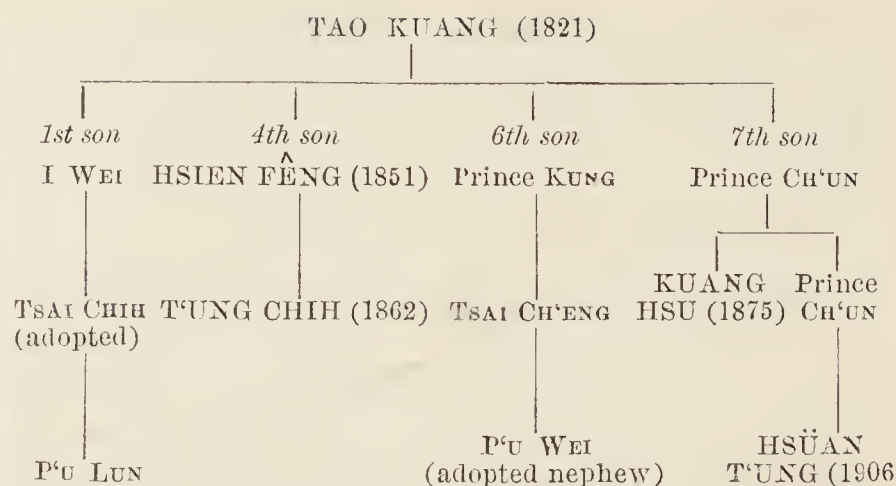 TAO KUANG (1821)
1st son 4th son 6th son 7th son
I WEI HSIEN FÊNG (1851) Prince KUNG Prince CH‘UN
KUANG Prince
TSAI CHIH T‘UNG CHIH (1862) TSAI CH‘ENG HSU (1875) CH‘UN
(adopted)
P‘U WEI HSÜAN
P‘U LUN (adopted nephew) T‘UNG (1906